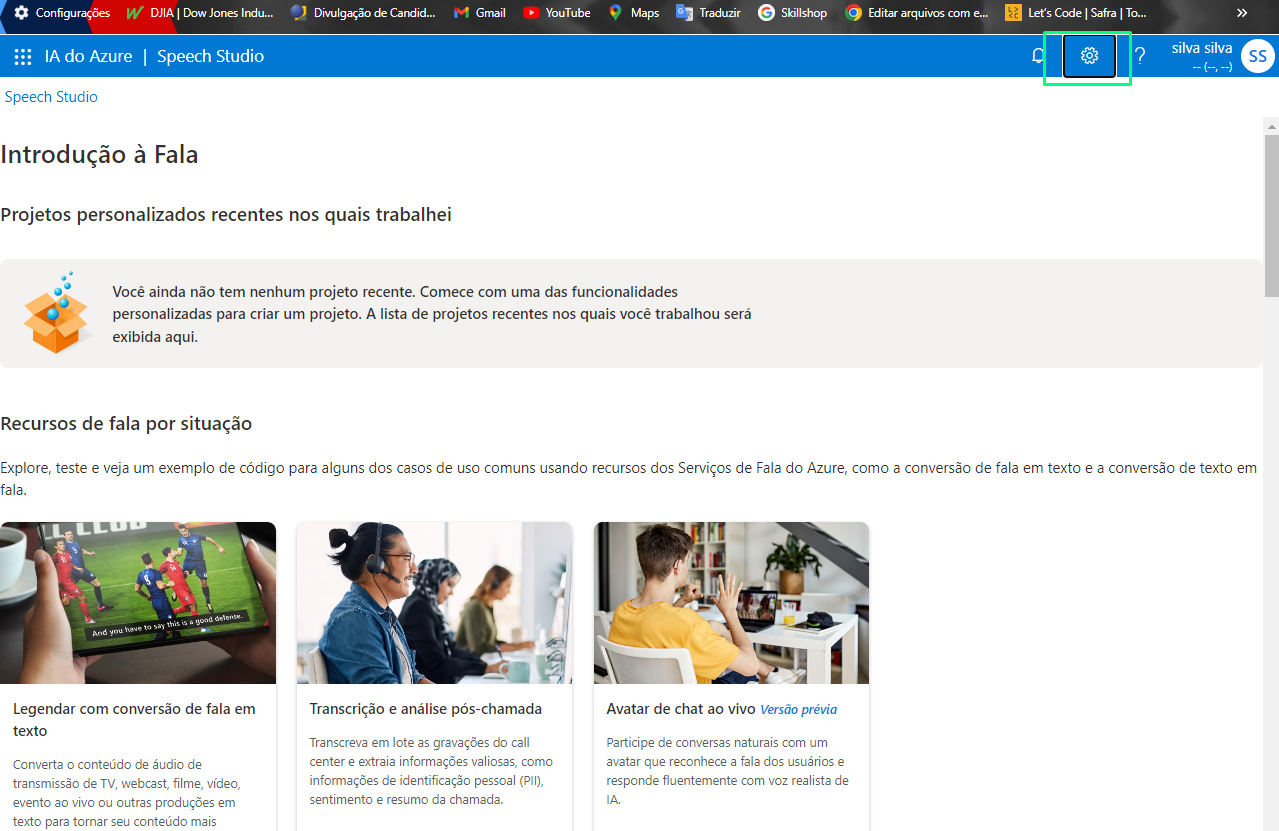 Configurações DJIA | Dow Jones Indu... Divulgação de Candid... Gmail YouTube Maps Traduzir Skillshop Editar arquivos com e... Let's Code | Safra | To... »
IA do Azure | Speech Studio ? silva silva SS
-- (--, --)
Speech Studio
Introdução à Fala
Projetos personalizados recentes nos quais trabalhei
Você ainda não tem nenhum projeto recente. Comece com uma das funcionalidades
personalizadas para criar um projeto. A lista de projetos recentes nos quais você trabalhou será
exibida aqui.
Recursos de fala por situação
Explore, teste e veja um exemplo de código para alguns dos casos de uso comuns usando recursos dos Serviços de Fala do Azure, como a conversão de fala em texto e a conversão de texto em
fala.
And you have to say this is a good defense.
Legendar com conversão de fala em
texto
Converta o conteúdo de áudio de
transmissão de TV, webcast, filme, vídeo,
evento ao vivo ou outras produções em
texto para tornar seu conteúdo mais
Transcrição e análise pós-chamada
Transcreva em lote as gravações do call
center e extraia informações valiosas, como
informações de identificação pessoal (PII),
sentimento e resumo da chamada.
Avatar de chat ao vivo Versão prévia
Participe de conversas naturais com um
avatar que reconhece a fala dos usuários e
responde fluentemente com voz realista de
IA.